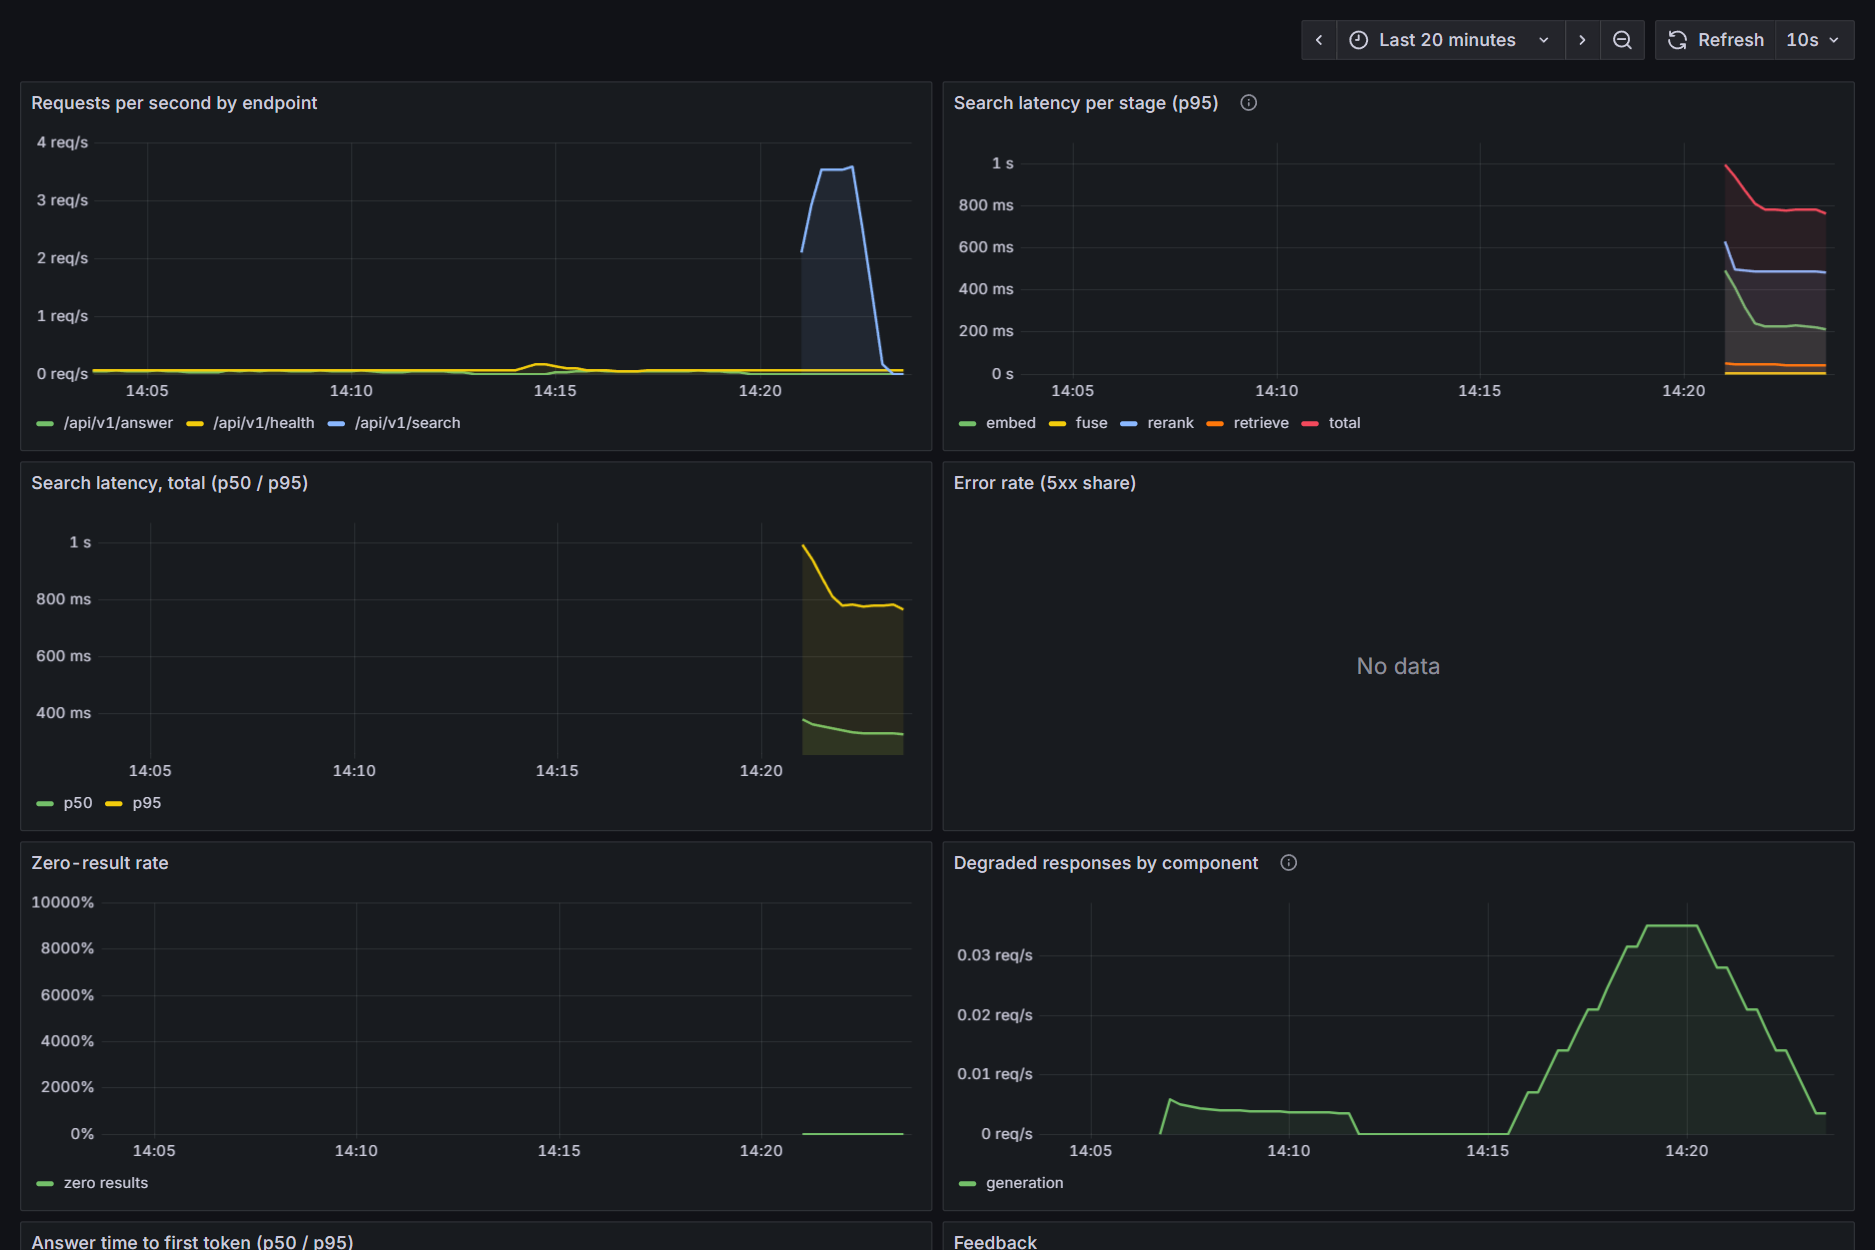 Last 20 minutes
Refresh
10s
Requests per second by endpoint
4 req/s
3 req/s
2 req/s
1 req/s
0 req/s
14:05 14:10 14:15 14:20
/api/v1/answer /api/v1/health /api/v1/search
Search latency per stage (p95)
1 s
800 ms
600 ms
400 ms
200 ms
0 s
14:05 14:10 14:15 14:20
embed fuse rerank retrieve total
Search latency, total (p50 / p95)
1 s
800 ms
600 ms
400 ms
14:05 14:10 14:15 14:20
p50 p95
Error rate (5xx share)
No data
Zero-result rate
10000%
8000%
6000%
4000%
2000%
0%
14:05 14:10 14:15 14:20
zero results
Degraded responses by component
0.03 req/s
0.02 req/s
0.01 req/s
0 req/s
14:05 14:10 14:15 14:20
generation
Answer time to first token (p50 / p95)
Feedback